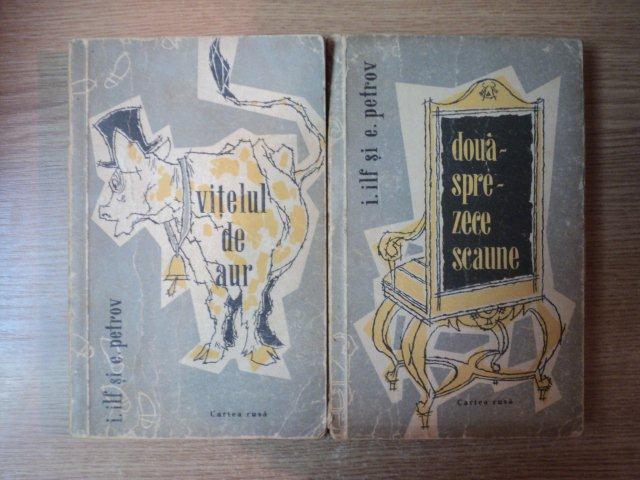 vițelul
de
aur
i. ilf și e. petrov
Cartea rusă
i. ilf și e. petrov
două-
spre-
zece
scaune
Cartea rusă